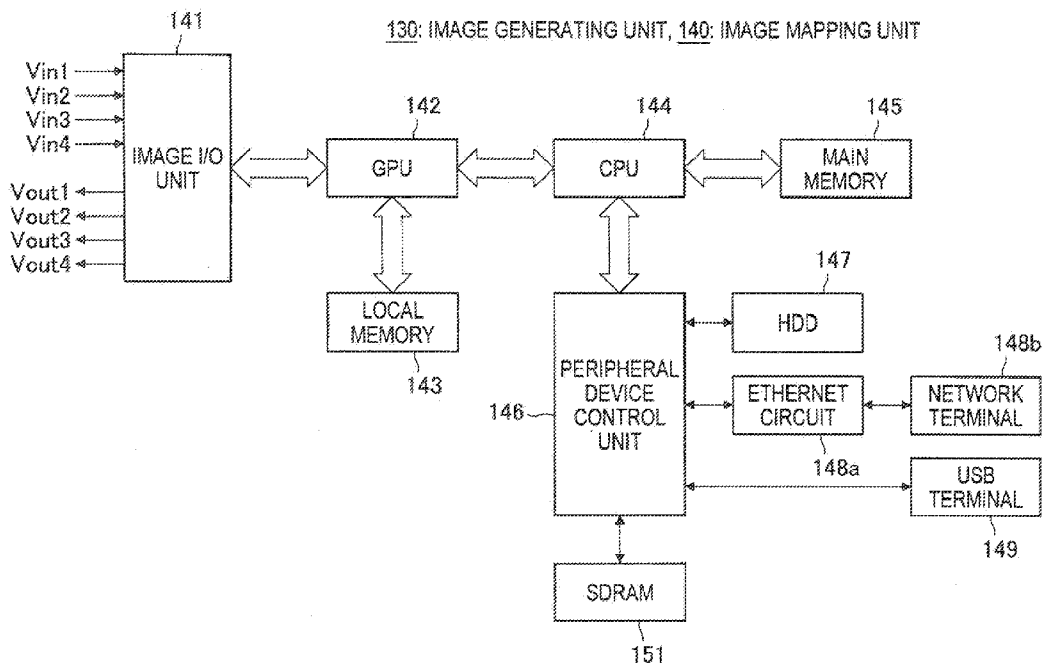 141
130: IMAGE GENERATING UNIT, 140: IMAGE MAPPING UNIT
Vin1
Vin2
Vin3
Vin4
Vout1
Vout2
Vout3
Vout4
IMAGE I/O
UNIT
142
GPU
144
CPU
145
MAIN
MEMORY
LOCAL
MEMORY
143
146
PERIPHERAL
DEVICE
CONTROL
UNIT
147
HDD
ETHERNET
CIRCUIT
148a
148b
NETWORK
TERMINAL
USB
TERMINAL
149
SDRAM
151